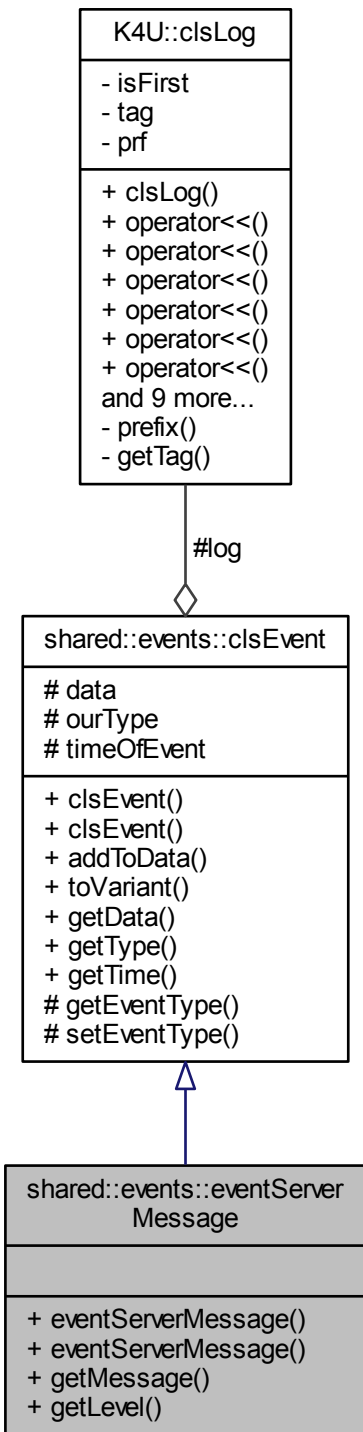 K4U::clsLog
- isFirst
- tag
- prf
+ clsLog()
+ operator<<()
+ operator<<()
+ operator<<()
+ operator<<()
+ operator<<()
+ operator<<()
and 9 more...
- prefix()
- getTag()
#log
shared::events::clsEvent
# data
# ourType
# timeOfEvent
+ clsEvent()
+ clsEvent()
+ addToData()
+ toVariant()
+ getData()
+ getType()
+ getTime()
# getEventType()
# setEventType()
shared::events::eventServer
Message
+ eventServerMessage()
+ eventServerMessage()
+ getMessage()
+ getLevel()